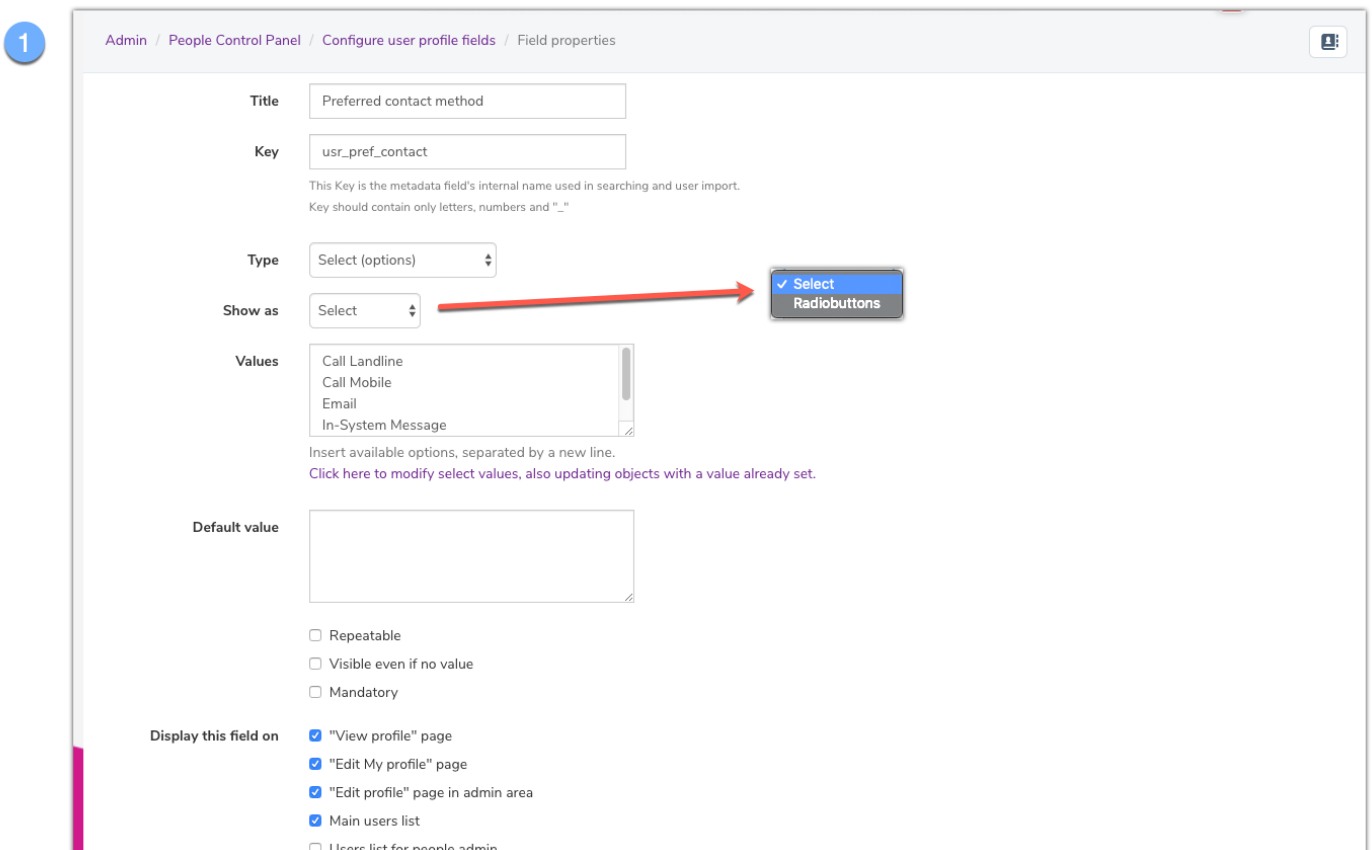 1
Admin / People Control Panel / Configure user profile fields / Field properties
Title Preferred contact method
Key usr_pref_contact
This Key is the metadata field's internal name used in searching and user import.
Key should contain only letters, numbers and "_"
Type Select (options)
Show as Select
✓ Select
Radiobuttons
Values Call Landline
Call Mobile
Email
In-System Message
Insert available options, separated by a new line.
Click here to modify select values, also updating objects with a value already set.
Default value
Repeatable
Visible even if no value
Mandatory
Display this field on "View profile" page
"Edit My profile" page
"Edit profile" page in admin area
Main users list
Users list for people admin